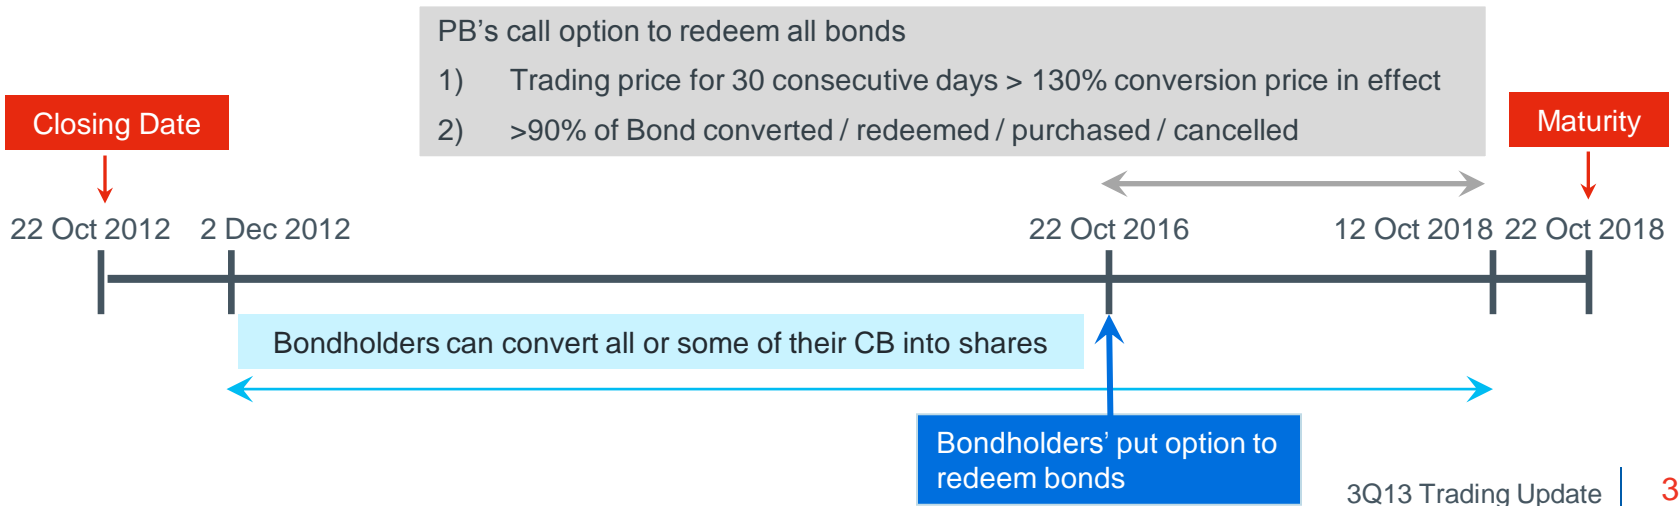 PB’s call option to redeem all bonds
1) Trading price for 30 consecutive days > 130% conversion price in effect
2) >90% of Bond converted / redeemed / purchased / cancelled
Closing Date
Maturity
22 Oct 2012
2 Dec 2012
22 Oct 2016
12 Oct 2018
22 Oct 2018
Bondholders can convert all or some of their CB into shares
Bondholders’ put option to
redeem bonds
3Q13 Trading Update
3